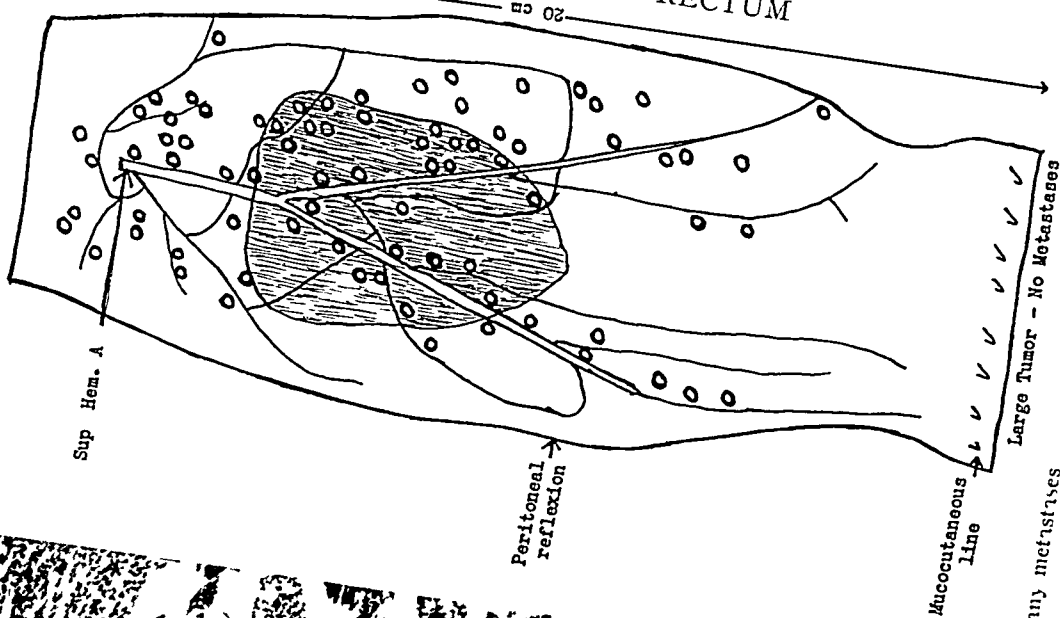 RECTUM
20 cm
Sup Hem. A
Peritoneal
reflexion
Mucocutaneous
line
Large Tumor - No Metastases
metastases